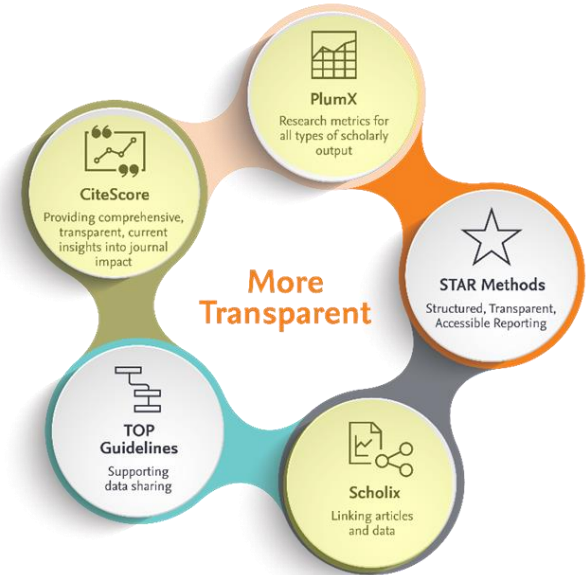 PlumX
Research metrics for
all types of scholarly
output
CiteScore
Providing comprehensive,
transparent, current
insights into journal
impact
STAR Methods
Structured, Transparent,
Accessible Reporting
More
Transparent
TOP
Guidelines
Supporting
data sharing
Scholix
Linking articles
and data